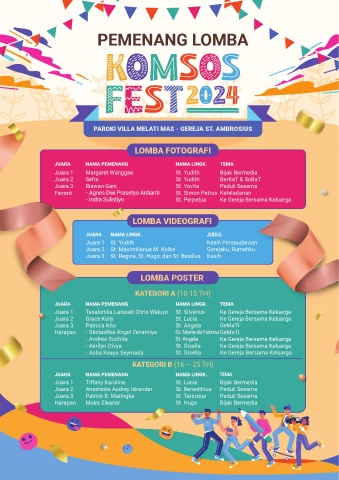 PEMENANG LOMBA
KOMSOS
FEST 2024
PAROKI VILLA MELATI MAS - GEREJA ST. AMBROSIUS
LOMBA FOTOGRAFI
JUARA NAMA PEMENANG NAMA LINGK. TEMA
Juara 1 Margaret Wanggae St. Yudith Bijak Bermedia
Juara 2 Sefia St. Yudith BerKaT & SoBaT
Juara 3 Riawan Gani St. Yovita Peduli Sesama
Favorit - Agnes Dwi Prasetyo Ardianti St. Simon Petrus Keteladanan
- Indra Sulistiyo St. Perpetua Ke Gereja Bersama Keluarga
LOMBA VIDEOGRAFI
JUARA NAMA LINGK. JUDUL
Juara 1 St. Yudith Kasih Persaudaraan
Juara 2 St. Maximilianus M. Kolbe Gerejaku, Rumahku
Juara 3 St. Regina, St. Hugo, dan St. Basilius Kasih
LOMBA POSTER
KATEGORI A (10-15 TH)
JUARA NAMA PEMENANG NAMA LINGK. TEMA
Juara 1 Tesalonika Larasati Chris Waluyo St. Silverius Ke Gereja Bersama Keluarga
Juara 2 Grace Kelly St. Lucia Ke Gereja Bersama Keluarga
Juara 3 Patricia Kho St. Angela GeMaTi
Harapan - Skolastika Angel Zevannya St. Maria de Fatima GeMaTi
- Andrea Suchita St. Angela Ke Gereja Bersama Keluarga
- Aerilyn Divya St. Gisella Ke Gereja Bersama Keluarga
- Asha Keaya Seymada St. Gisella Ke Gereja Bersama Keluarga
KATEGORI B (16 - 25 TH)
JUARA NAMA PEMENANG NAMA LINGK. TEMA
Juara 1 Tiffany Karolina St. Lucia Bijak Bermedia
Juara 2 Anastasia Audrey Iskandar St. Benediktus Peduli Sesama
Juara 3 Patrick R. Maringka St. Tarsisius Peduli Sesama
Harapan Moira Eleanor St. Hugo Bijak Bermedia